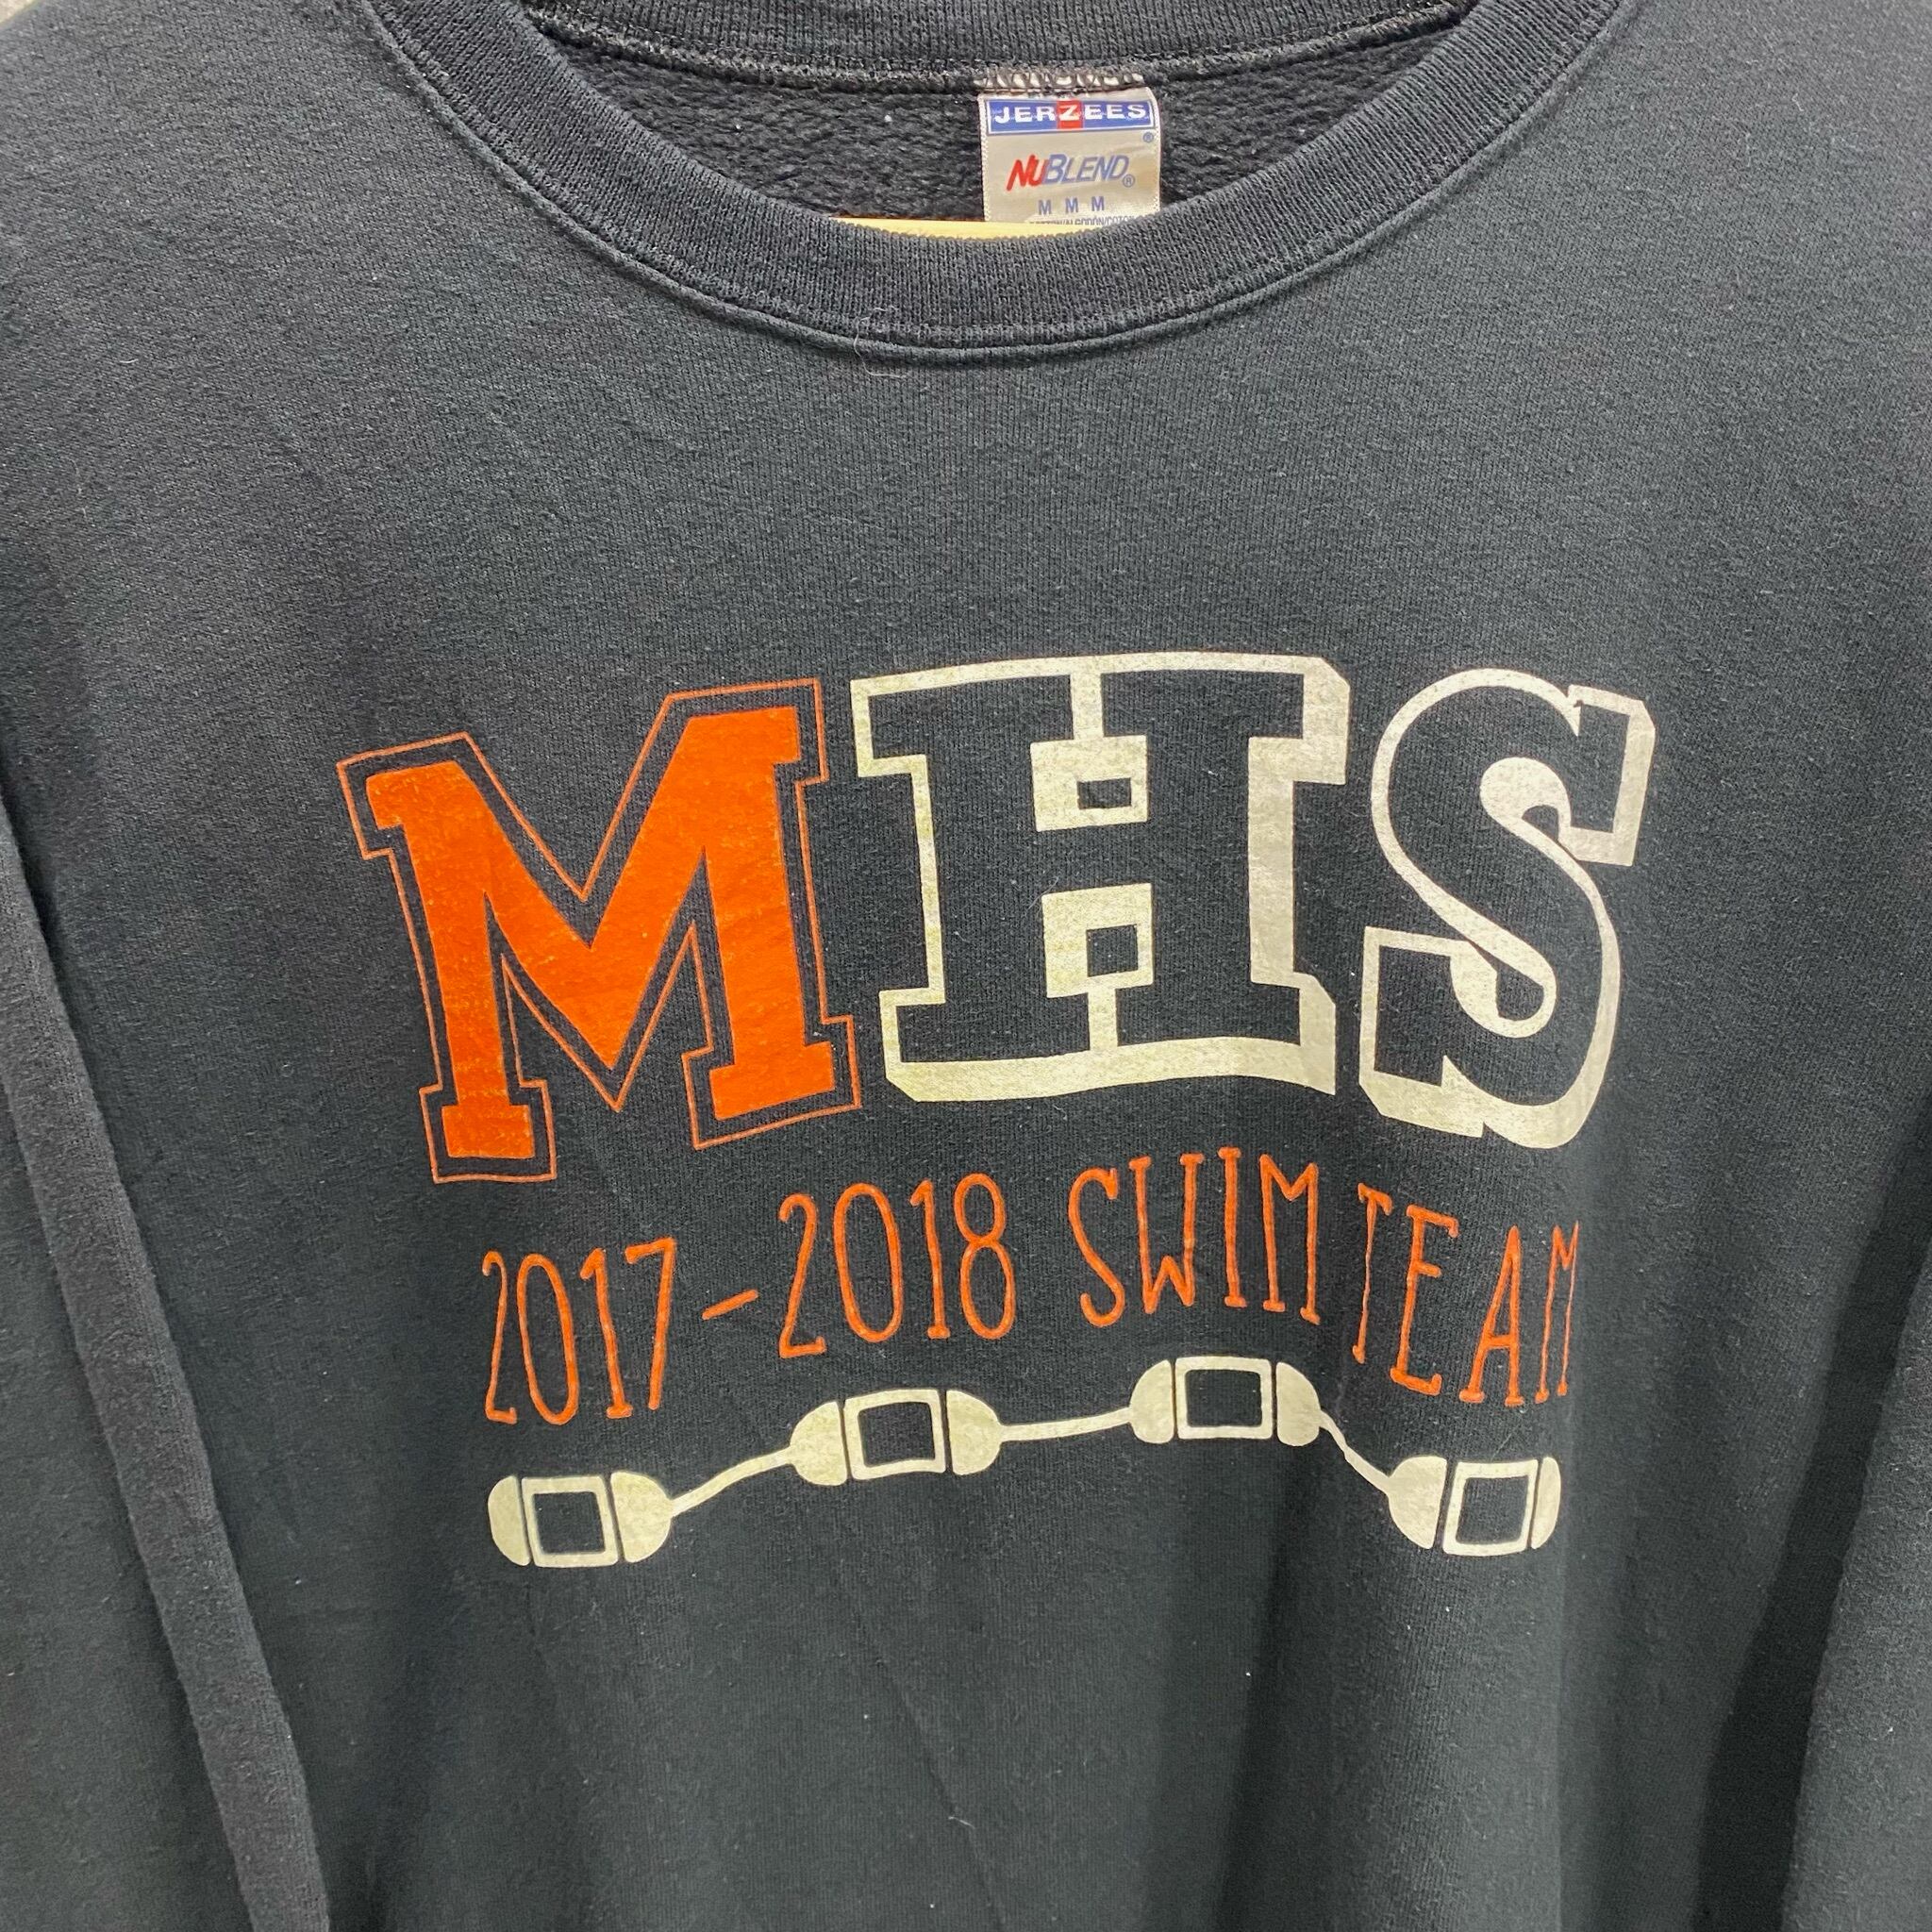 JERZEES
®
NUBLEND®
M M M
MHS
2017-2018 SWIM TEAM